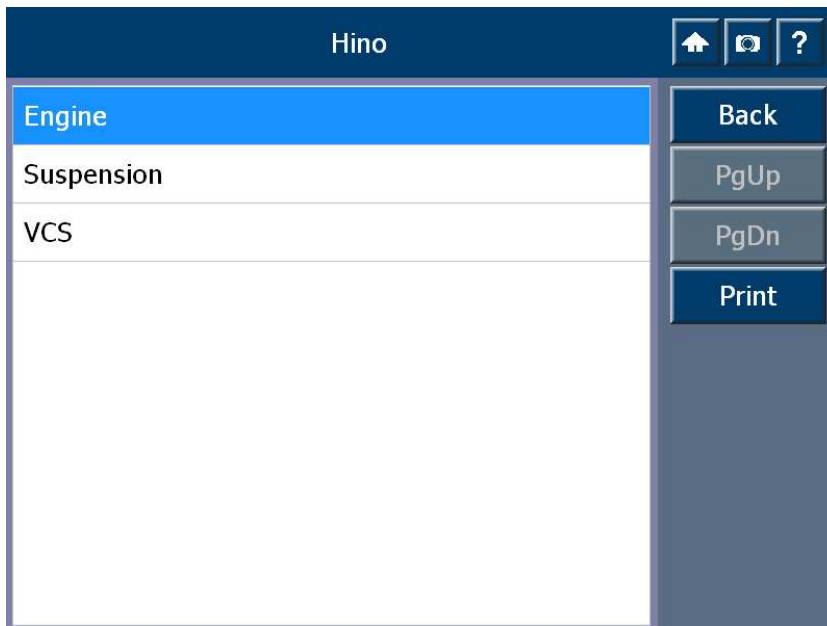 Hino
?
Engine
Suspension
VCS
Back
PgUp
PgDn
Print